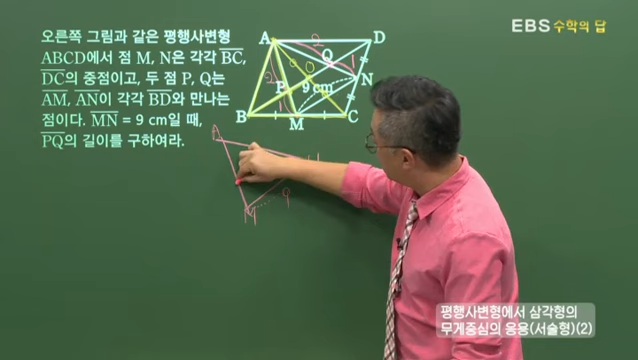 EBS 수학의 답
오른쪽 그림과 같은 평행사변형
ABCD에서 점 M, N은 각각 BC,
DC의 중점이고, 두 점 P, Q는
AM, AN이 각각 BD와 만나는
점이다. MN = 9 cm일 때,
PQ의 길이를 구하여라.
A
D
Q
N
P
9 cm
B
M
C
평행사변형에서 삼각형의
무게중심의 응용(서술형)(2)